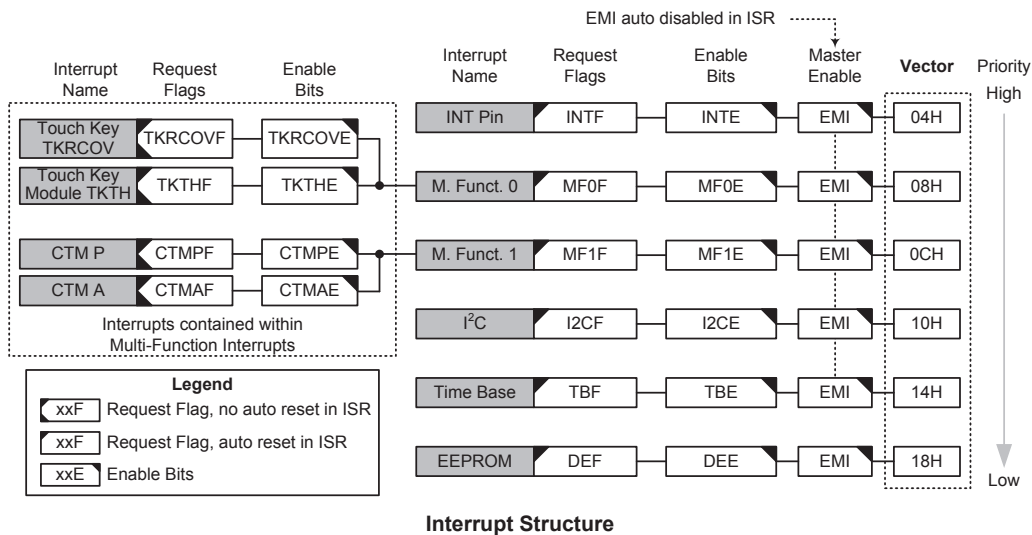 EMI auto disabled in ISR
Interrupt Name
Request Flags
Enable Bits
Interrupt Name
Request Flags
Enable Bits
Master Enable
Vector
Priority
High
Touch Key TKRCOV
TKRCOVF
TKRCOVE
Touch Key Module TKTH
TKTHF
TKTHE
CTM P
CTMPF
CTMPE
CTM A
CTMAF
CTMAE
Interrupts contained within
Multi-Function Interrupts
INT Pin
INTF
INTE
EMI
04H
M. Funct. 0
MF0F
MF0E
EMI
08H
M. Funct. 1
MF1F
MF1E
EMI
0CH
I²C
I2CF
I2CE
EMI
10H
Time Base
TBF
TBE
EMI
14H
EEPROM
DEF
DEE
EMI
18H
Low
Legend
xxF Request Flag, no auto reset in ISR
xxF Request Flag, auto reset in ISR
xxE Enable Bits
Interrupt Structure